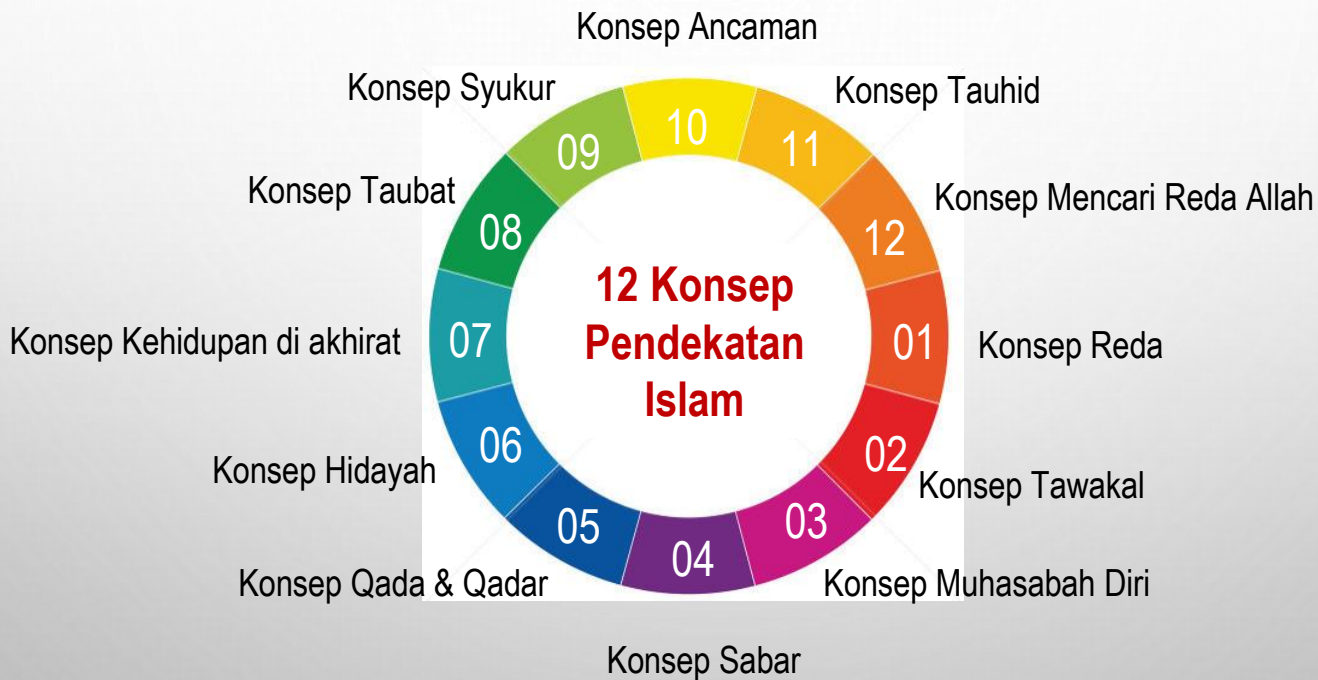 Konsep Ancaman
Konsep Syukur
Konsep Tauhid
10
09
11
Konsep Taubat
Konsep Mencari Reda Allah
08
12
12 Konsep
Pendekatan
Islam
Konsep Kehidupan di akhirat
07
01
Konsep Reda
06
02
Konsep Hidayah
Konsep Tawakal
05
03
04
Konsep Qada & Qadar
Konsep Muhasabah Diri
Konsep Sabar